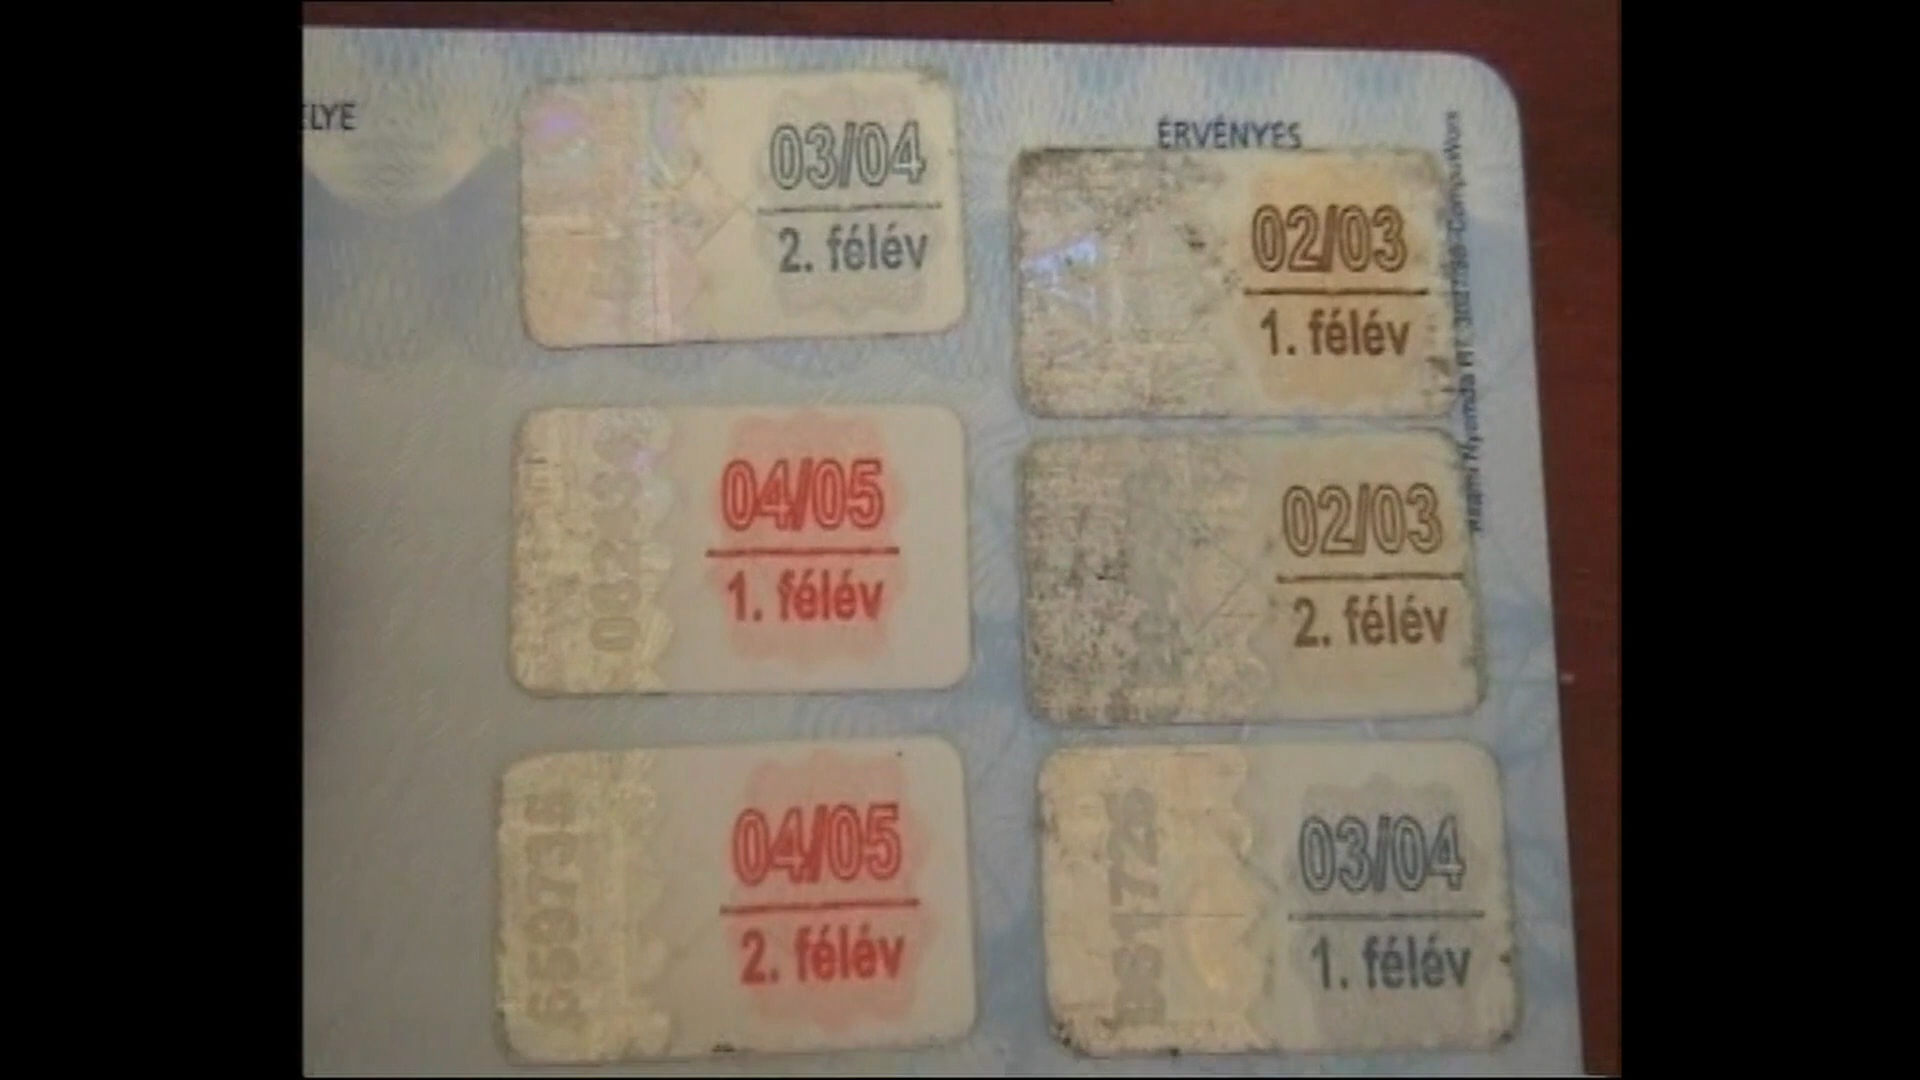 ELYE
03/04
2. félév
04/05
1. félév
04/05
2. félév
659735
ÉRVÉNYES
02/03
1. félév
02/03
2. félév
03/04
1. félév